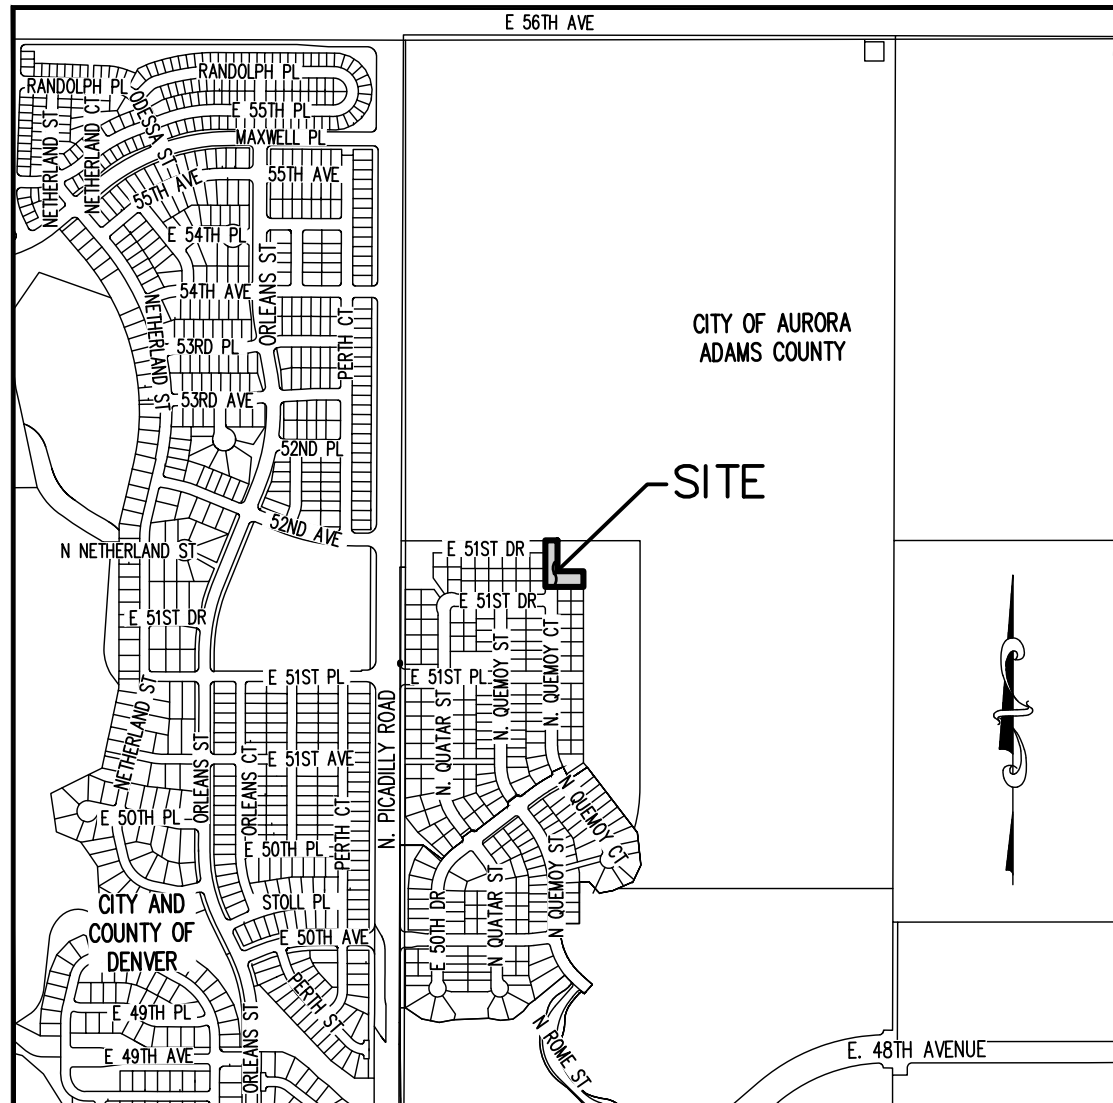 E 56TH AVE
RANDOLPH PL
RANDOLPH PL
ODESSA ST
E 55TH PL
MAXWELL PL
NETHERLAND ST
NETHERLAND CT
55TH AVE
55TH AVE
E 54TH PL
ORLEANS ST
54TH AVE
NETHERLAND ST
53RD PL
PERTH CT
53RD AVE
52ND PL
CITY OF AURORA
ADAMS COUNTY
SITE
52ND AVE
N NETHERLAND ST
E 51ST DR
E 51ST DR
E 51ST DR
N. QUEMOY ST
N. QUEMOY CT
E 51ST PL
E 51ST PL
NETHERLAND ST
N. QUATAR ST
N. PICADILLY ROAD
ORLEANS ST
ORLEANS CT
E 51ST AVE
PERTH CT
E 50TH PL
E 50TH PL
N QUEMOY CT
N QUEMOY ST
N QUATAR ST
E 50TH DR
STOLL PL
CITY AND
COUNTY OF
DENVER
E 50TH AVE
PERTH ST
E 49TH PL
ORLEANS ST
E 49TH AVE
N ROME ST
E. 48TH AVENUE